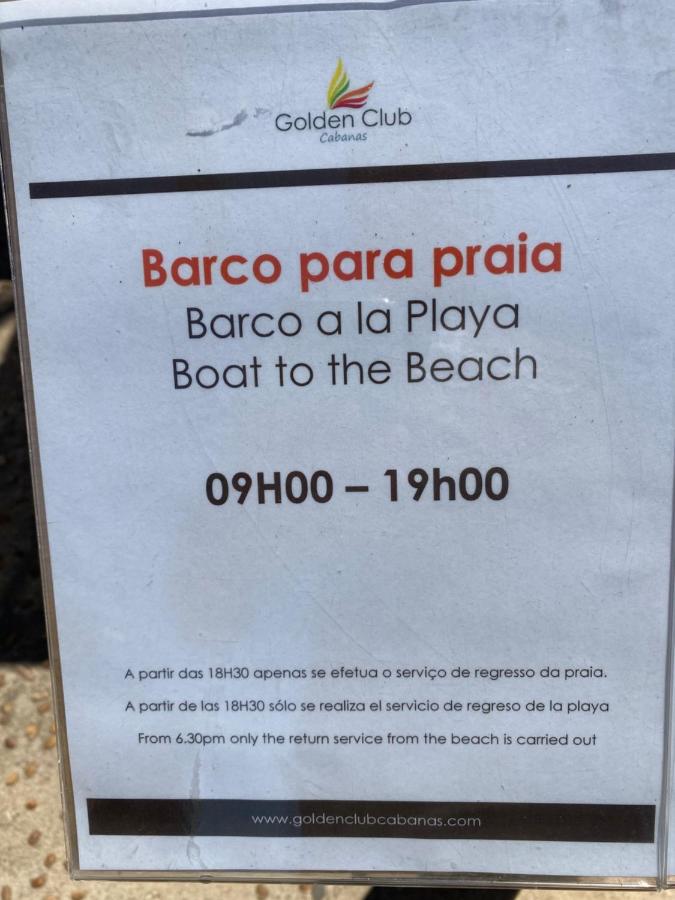 Golden Club
Cabanas
Barco para praia
Barco a la Playa
Boat to the Beach
09H00 – 19h00
A partir das 18H30 apenas se efetua o serviço de regresso da praia.
A partir de las 18H30 sólo se realiza el servicio de regreso de la playa
From 6.30pm only the return service from the beach is carried out
www.goldenclubcabanas.com